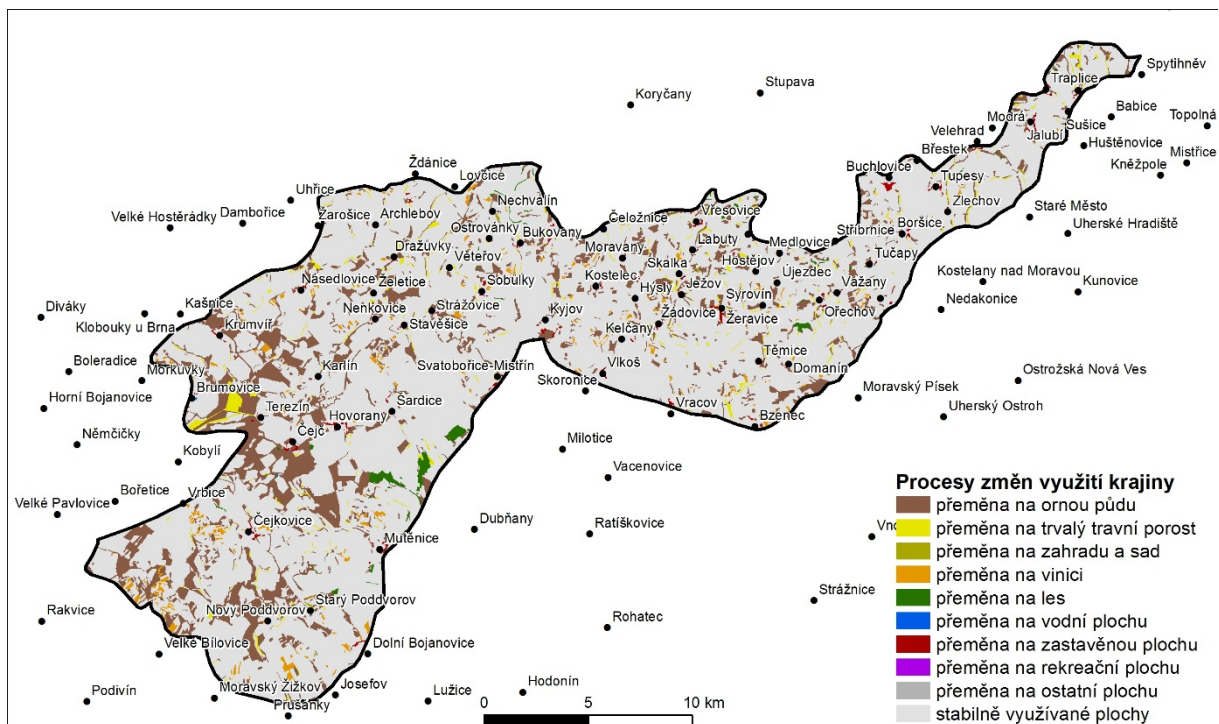 Spytihněv
Stupava
Koryčany
Traplice
Babice
Topolná
Modrá
Sušice
Velehrad
Jalubí
Huštěnovice
Břestek
Mistřice
Buchlovice
Kněžpole
Ždánice
Lovčice
Tupesy
Uhřice
Nechvalín
Zlechov
Staré Město
Velké Hostěrádky
Dambořice
Žarošice
Archlebov
Čeložnice
Vřesovice
Boršice
Uherské Hradiště
Ostrovánky
Bukovany
Stříbrnice
Dražůvky
Moravany
Labuty
Medlovice
Tučapy
Věteřov
Skalka
Hostějov
Násedlovice
Želetice
Sobůlky
Kostelec
Újezdec
Kostelany nad Moravou
Kunovice
Diváky
Kašnice
Hýsly
Ježov
Syrovín
Vážany
Nedakonice
Klobouky u Brna
Nenkovice
Strážovice
Kyjov
Žádovice
Žeravice
Ořechov
Krumvíř
Stavěšice
Kelčany
Boleradice
Morkůvky
Karlín
Svatobořice-Mistřín
Vlkoš
Těmice
Domanín
Brumovice
Skoronice
Moravský Písek
Ostrožská Nová Ves
Horní Bojanovice
Terezín
Hovorany
Šardice
Vracov
Bzenec
Uherský Ostroh
Němčičky
Čejč
Milotice
Kobylí
Vacenovice
Velké Pavlovice
Bořetice
Vrbice
Čejkovice
Dubňany
Ratíškovice
Mutěnice
Strážnice
Rakvice
Nový Poddvorov
Starý Poddvorov
Rohatec
Velké Bílovice
Dolní Bojanovice
Podivín
Moravský Žižkov
Josefov
Prušánky
Lužice
Hodonín
0 5 10 km
Procesy změn využití krajiny
přeměna na ornou půdu
přeměna na trvalý travní porost
přeměna na zahradu a sad
přeměna na vinici
přeměna na les
přeměna na vodní plochu
přeměna na zastavěnou plochu
přeměna na rekreační plochu
přeměna na ostatní plochu
stabilně využívané plochy